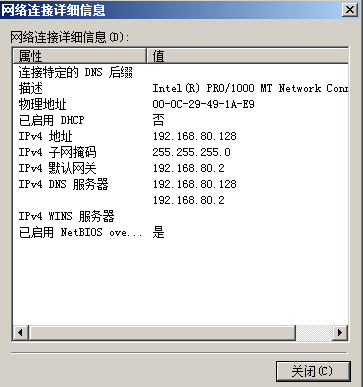 网络连接详细信息
网络连接详细信息(D):
属性 值
连接特定的 DNS 后缀
描述 Intel(R) PRO/1000 MT Network Conn
物理地址 00-0C-29-49-1A-E9
已启用 DHCP 否
IPv4 地址 192.168.80.128
IPv4 子网掩码 255.255.255.0
IPv4 默认网关 192.168.80.2
IPv4 DNS 服务器 192.168.80.128
192.168.80.2
IPv4 WINS 服务器
已启用 NetBIOS ove... 是
关闭(C)